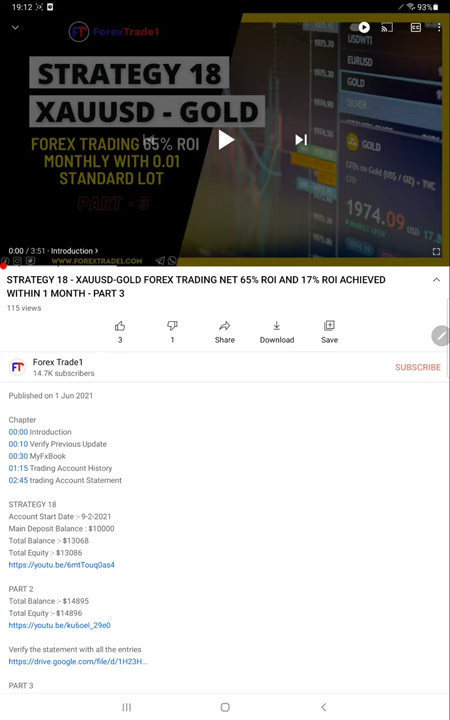 19:12
93%
ForexTrade1
STRATEGY 18
XAUUSD - GOLD
FOREX TRADING 65% ROI
MONTHLY WITH 0.01
STANDARD LOT
PART - 3
1975.30
USDWTI
EURUSD
GOLD
SILVER
GOLD
CFDs on Gold (US$ / OZ) • TVC
1974.09 USD
0:00 / 3:51 · Introduction >
WWW.FOREXTRADE1.COM
STRATEGY 18 - XAUUSD-GOLD FOREX TRADING NET 65% ROI AND 17% ROI ACHIEVED
WITHIN 1 MONTH - PART 3
115 views
3
1
Share
Download
Save
Forex Trade1
14.7K subscribers
SUBSCRIBE
Published on 1 Jun 2021
Chapter
00:00 Introduction
00:10 Verify Previous Update
00:30 MyFxBook
01:15 Trading Account History
02:45 trading Account Statement
STRATEGY 18
Account Start Date :- 9-2-2021
Main Deposit Balance : $10000
Total Balance :- $13068
Total Equity :- $13086
https://youtu.be/6mtTouq0as4
PART 2
Total Balance :- $14895
Total Equity :- $14896
https://youtu.be/ku6oel_29e0
Verify the statement with all the entries
https://drive.google.com/file/d/1H23H...
PART 3